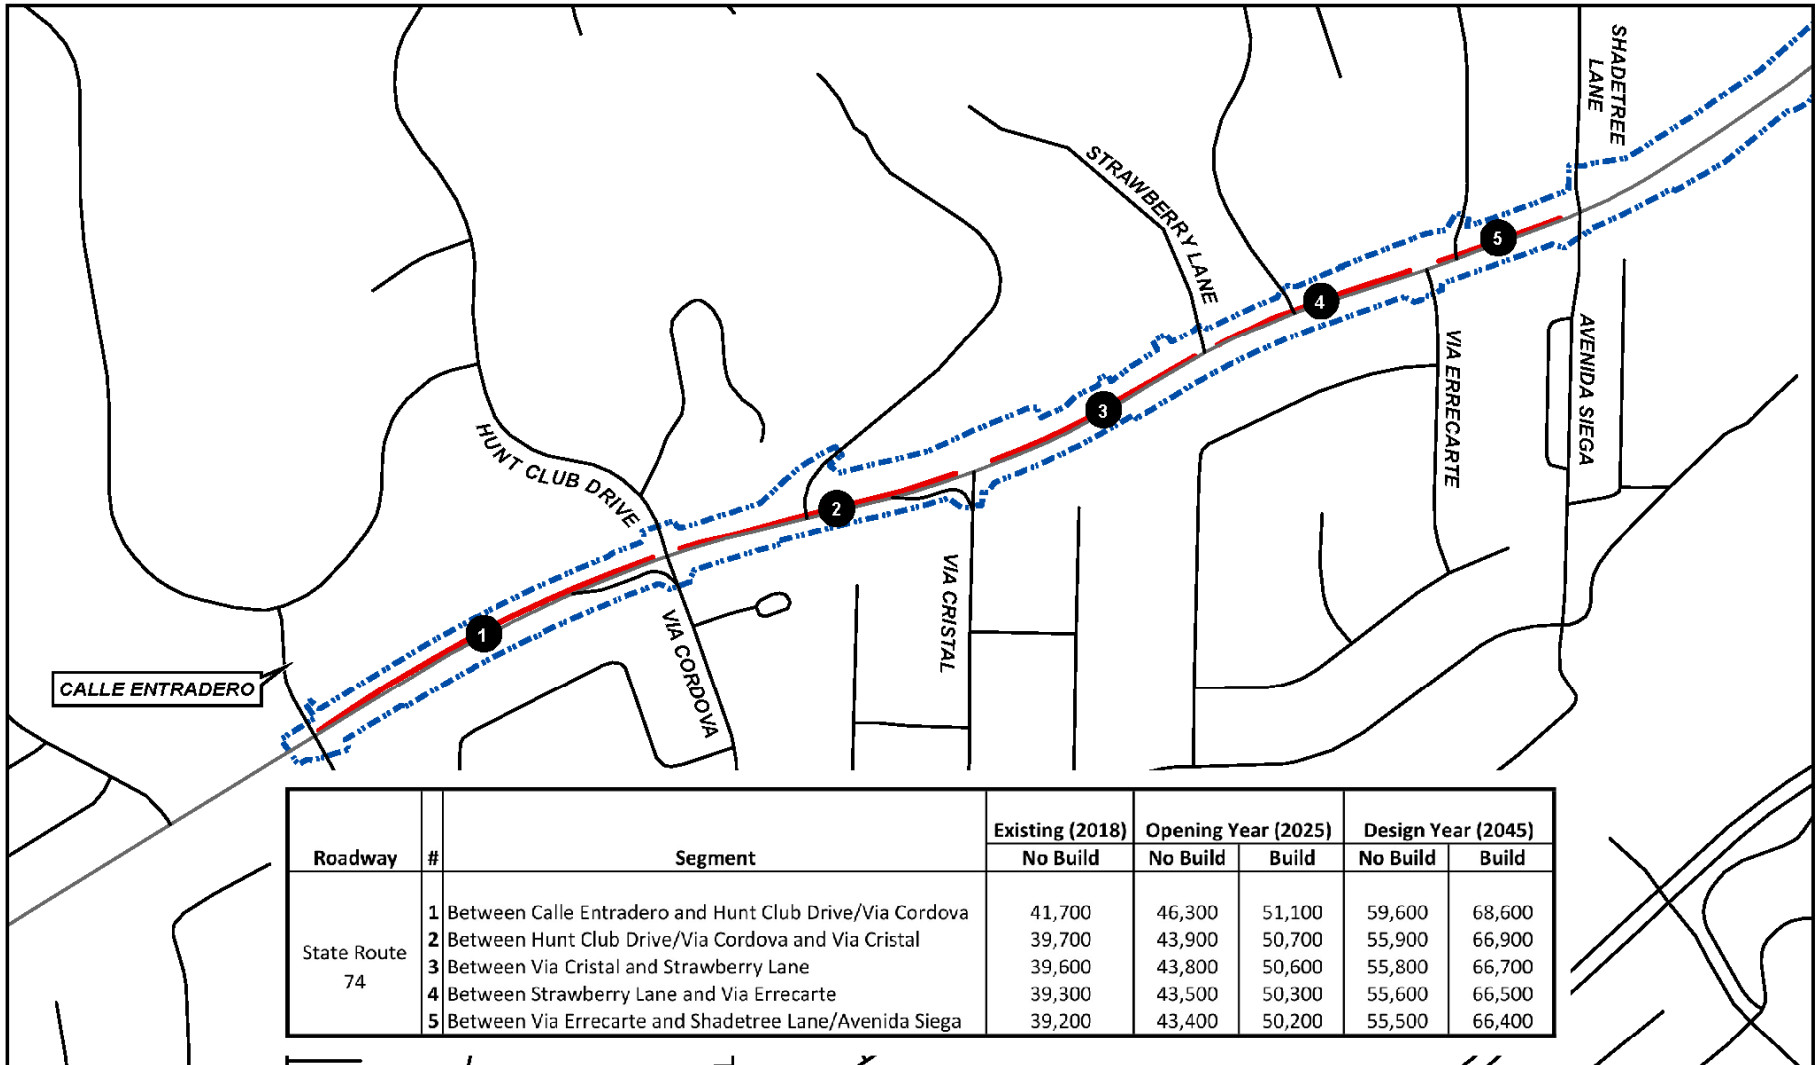 SHADETREE
LANE
STRAWBERRY LANE
5
4
VIA ERRECARTE
AVENIDA SIEGA
3
HUNT CLUB DRIVE
2
VIA CRISTAL
1
VIA CORDOVA
CALLE ENTRADERO
Existing (2018) Opening Year (2025) Design Year (2045)
Roadway # Segment No Build No Build Build No Build Build
1 Between Calle Entradero and Hunt Club Drive/Via Cordova 41,700 46,300 51,100 59,600 68,600
2 Between Hunt Club Drive/Via Cordova and Via Cristal 39,700 43,900 50,700 55,900 66,900
State Route
3 Between Via Cristal and Strawberry Lane 39,600 43,800 50,600 55,800 66,700
74
4 Between Strawberry Lane and Via Errecarte 39,300 43,500 50,300 55,600 66,500
5 Between Via Errecarte and Shadetree Lane/Avenida Siega 39,200 43,400 50,200 55,500 66,400